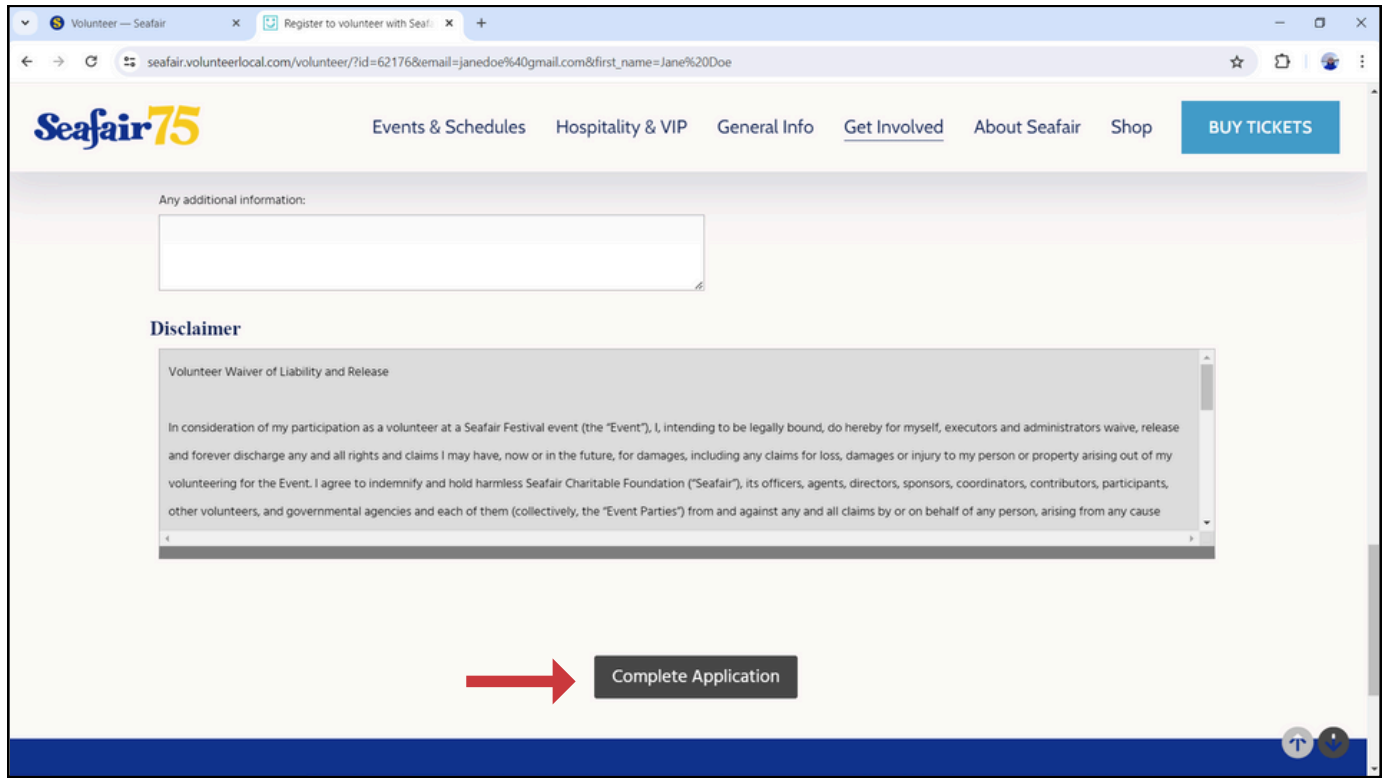 Volunteer — Seafair
Register to volunteer with Seafa
seafair.volunteerlocal.com/volunteer/?id=62176&email=janedoe%40gmail.com&first_name=Jane%20Doe
Seafair75
Events & Schedules
Hospitality & VIP
General Info
Get Involved
About Seafair
Shop
BUY TICKETS
Any additional information:
Disclaimer
Volunteer Waiver of Liability and Release
In consideration of my participation as a volunteer at a Seafair Festival event (the “Event”), I, intending to be legally bound, do hereby for myself, executors and administrators waive, release
and forever discharge any and all rights and claims I may have, now or in the future, for damages, including any claims for loss, damages or injury to my person or property arising out of my
volunteering for the Event. I agree to indemnify and hold harmless Seafair Charitable Foundation (“Seafair”), its officers, agents, directors, sponsors, coordinators, contributors, participants,
other volunteers, and governmental agencies and each of them (collectively, the “Event Parties”) from and against any and all claims by or on behalf of any person, arising from any cause
Complete Application